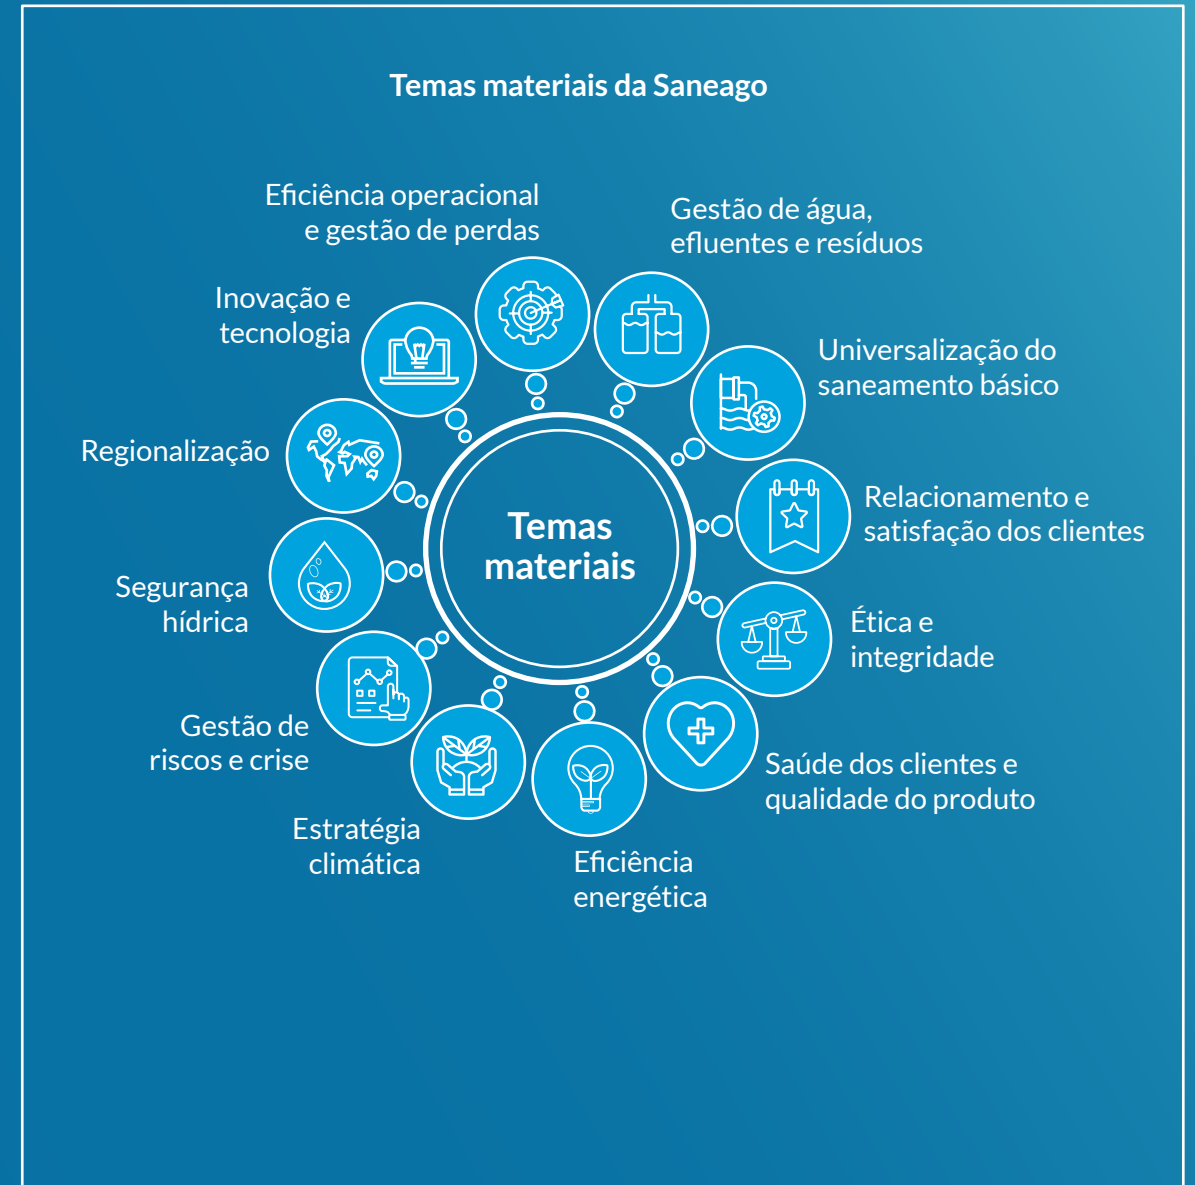 Temas materiais da Saneago
Eficiência operacional
e gestão de perdas
Gestão de água,
efluentes e resíduos
Inovação e
tecnologia
Universalização do
saneamento básico
Regionalização
Relacionamento e
satisfação dos clientes
Temas
materiais
Segurança
hídrica
Ética e
integridade
Gestão de
riscos e crise
Saúde dos clientes e
qualidade do produto
Estratégia
climática
Eficiência
energética